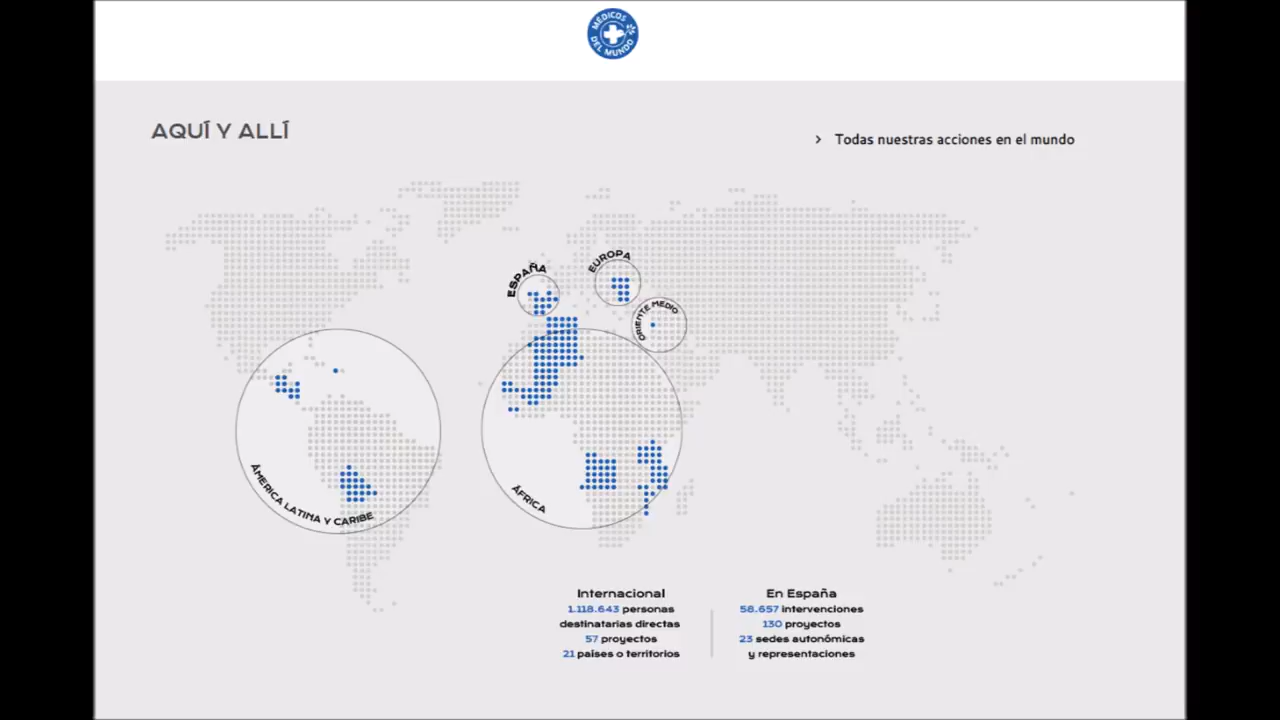 MÉDICOS
DEL MUNDO
AQUÍ Y ALLÍ
> Todas nuestras acciones en el mundo
ESPAÑA
EUROPA
ORIENTE MEDIO
ÁMERICA LATINA Y CARIBE
ÁFRICA
Internacional
1.118.643 personas
destinatarias directas
57 proyectos
21 países o territorios
En España
58.657 intervenciones
130 proyectos
23 sedes autonómicas
y representaciones